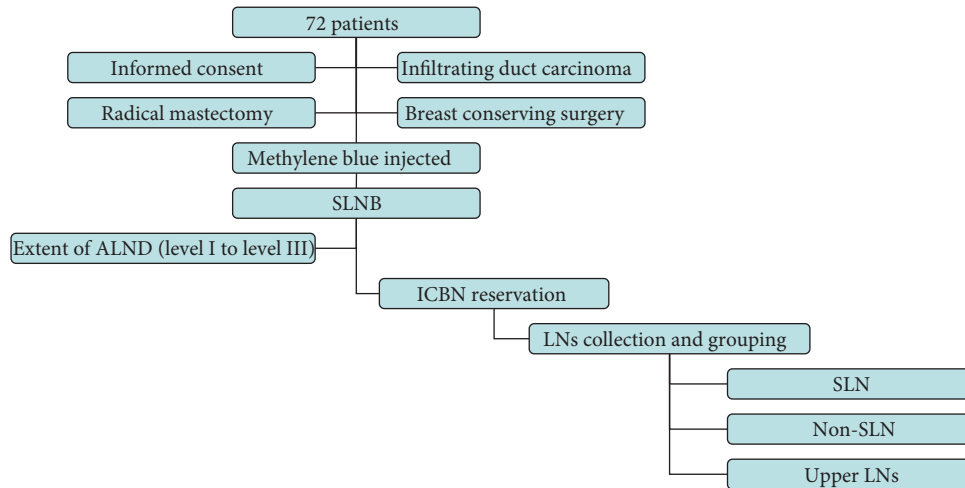 72 patients
Informed consent
Infiltrating duct carcinoma
Radical mastectomy
Breast conserving surgery
Methylene blue injected
SLNB
Extent of ALND (level I to level III)
ICBN reservation
LNs collection and grouping
SLN
Non-SLN
Upper LNs